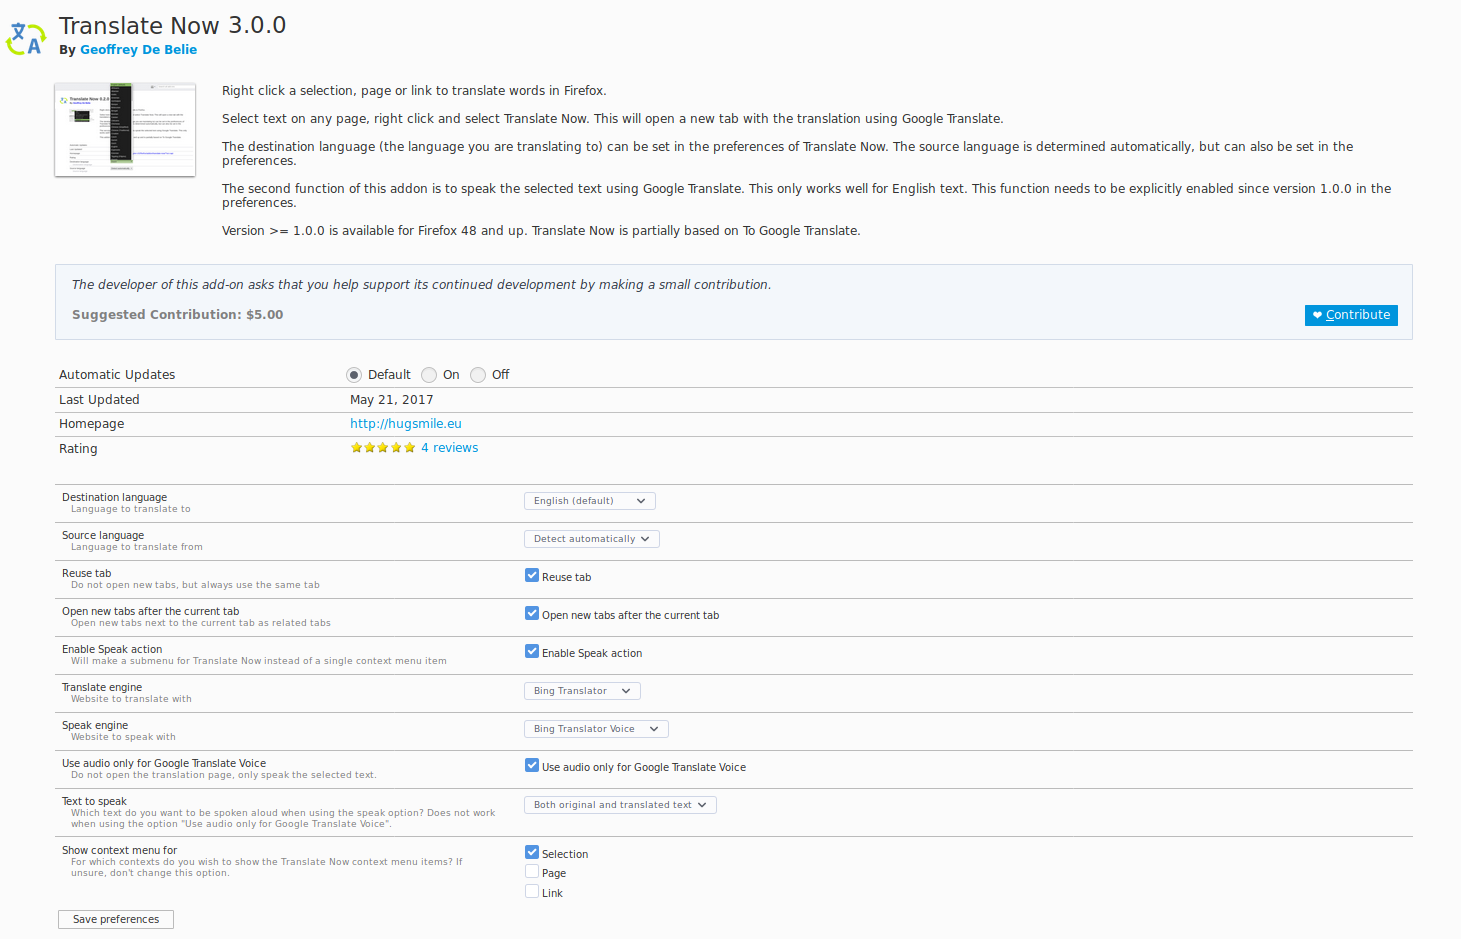 Translate Now 3.0.0
By Geoffrey De Belie
Right click a selection, page or link to translate words in Firefox.
Select text on any page, right click and select Translate Now. This will open a new tab with the translation using Google Translate.
The destination language (the language you are translating to) can be set in the preferences of Translate Now. The source language is determined automatically, but can also be set in the
preferences.
The second function of this addon is to speak the selected text using Google Translate. This only works well for English text. This function needs to be explicitly enabled since version 1.0.0 in the
preferences.
Version >= 1.0.0 is available for Firefox 48 and up. Translate Now is partially based on To Google Translate.
The developer of this add-on asks that you help support its continued development by making a small contribution.
Suggested Contribution: $5.00
❤ Contribute
Automatic Updates Default On Off
Last Updated May 21, 2017
Homepage http://hugsmile.eu
Rating 4 reviews
Destination language English (default)
Language to translate to
Source language Detect automatically
Language to translate from
Reuse tab Reuse tab
Do not open new tabs, but always use the same tab
Open new tabs after the current tab Open new tabs after the current tab
Open new tabs next to the current tab as related tabs
Enable Speak action Enable Speak action
Will make a submenu for Translate Now instead of a single context menu item
Translate engine Bing Translator
Website to translate with
Speak engine Bing Translator Voice
Website to speak with
Use audio only for Google Translate Voice Use audio only for Google Translate Voice
Do not open the translation page, only speak the selected text.
Text to speak Both original and translated text
Which text do you want to be spoken aloud when using the speak option? Does not work
when using the option "Use audio only for Google Translate Voice".
Show context menu for Selection
For which contexts do you wish to show the Translate Now context menu items? If
unsure, don't change this option.
Page
Link
Save preferences